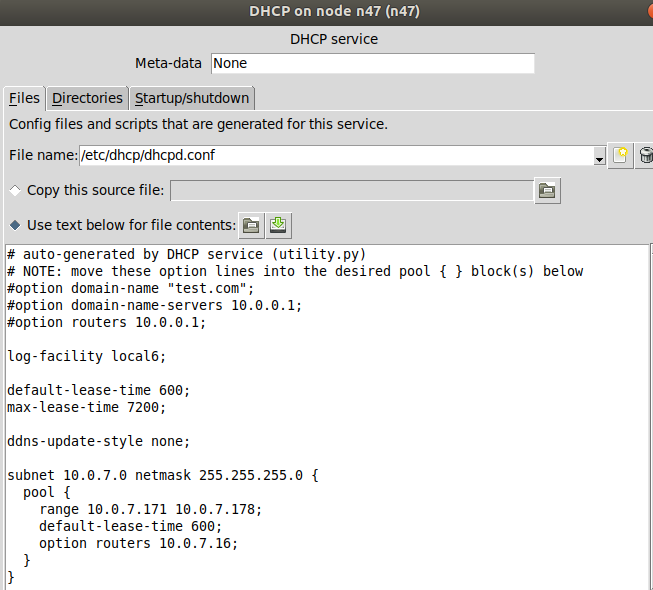 DHCP on node n47 (n47)
DHCP service
Meta-data None
Files Directories Startup/shutdown
Config files and scripts that are generated for this service.
File name: /etc/dhcp/dhcpd.conf
Copy this source file:
Use text below for file contents:
# auto-generated by DHCP service (utility.py)
# NOTE: move these option lines into the desired pool { } block(s) below
#option domain-name "test.com";
#option domain-name-servers 10.0.0.1;
#option routers 10.0.0.1;
log-facility local6;
default-lease-time 600;
max-lease-time 7200;
ddns-update-style none;
subnet 10.0.7.0 netmask 255.255.255.0 {
  pool {
    range 10.0.7.171 10.0.7.178;
    default-lease-time 600;
    option routers 10.0.7.16;
  }
}